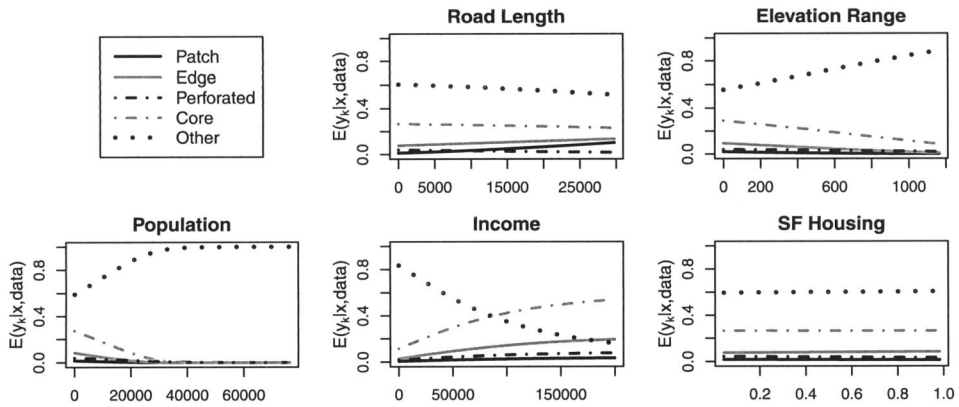 Patch
Edge
Perforated
Core
Other
Road Length
E(yk|x,data)
0.0 0.4 0.8
0 5000 15000 25000
Elevation Range
E(yk|x,data)
0.0 0.4 0.8
0 200 600 1000
Population
E(yk|x,data)
0.0 0.4 0.8
0 20000 40000 60000
Income
E(yk|x,data)
0.0 0.4 0.8
0 50000 150000
SF Housing
E(yk|x,data)
0.0 0.4 0.8
0.2 0.4 0.6 0.8 1.0